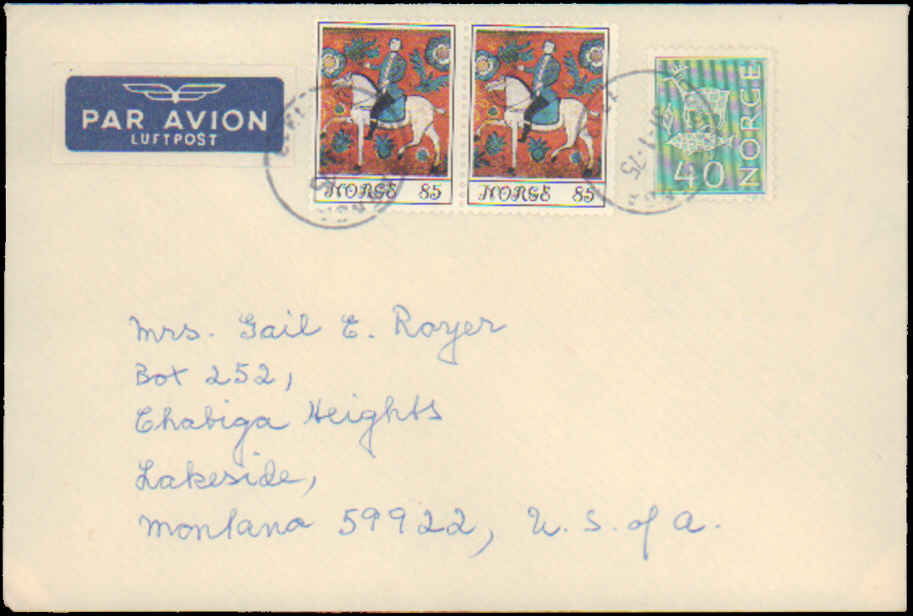 PAR AVION
LUFTPOST
NORGE 85
NORGE 85
40
NORGE
Mrs. Gail E. Royer
Box 252,
Chabiga Heights
Lakeside,
Montana 59922, U. S. of A.